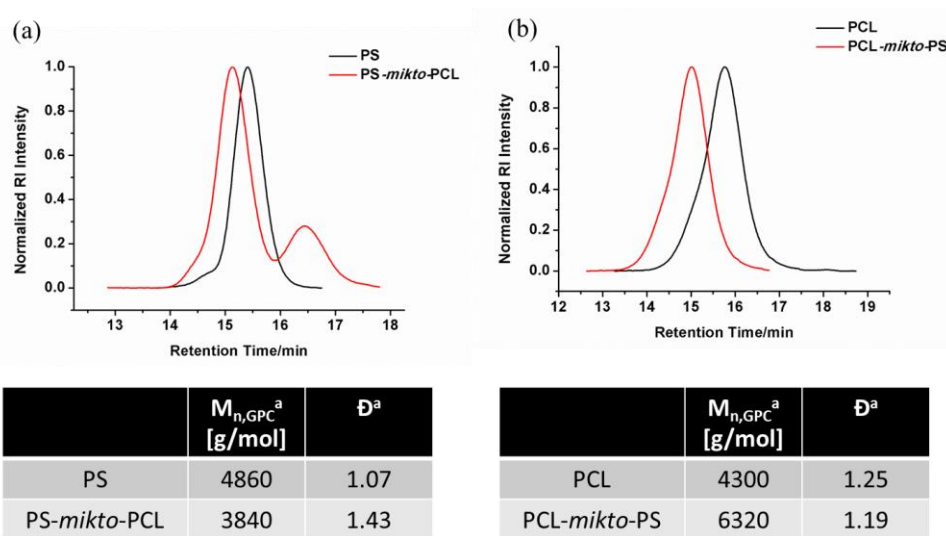 (a)
PS
PS-mikto-PCL
1.0
0.8
0.6
0.4
0.2
0.0
Normalized RI Intensity
13 14 15 16 17 18
Retention Time/min
(b)
PCL
PCL-mikto-PS
1.0
0.8
0.6
0.4
0.2
0.0
Normalized RI Intensity
12 13 14 15 16 17 18 19
Retention Time/min
Mn,GPCa
[g/mol]
Đa
PS 4860 1.07
PS-mikto-PCL 3840 1.43
Mn,GPCa
[g/mol]
Đa
PCL 4300 1.25
PCL-mikto-PS 6320 1.19